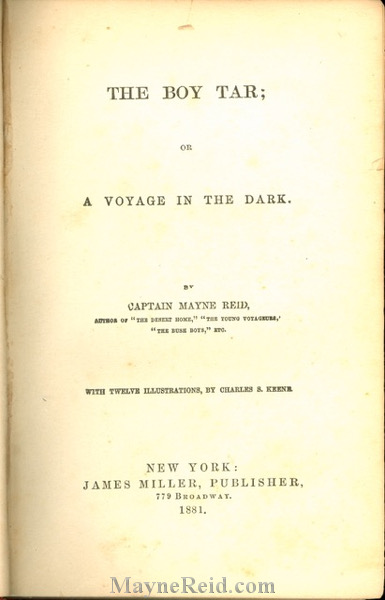 THE BOY TAR;
OR
A VOYAGE IN THE DARK.
BY
CAPTAIN MAYNE REID,
AUTHOR OF "THE DESERT HOME," "THE YOUNG VOYAGEURS,'
"THE BUSH BOYS," ETC.
WITH TWELVE ILLUSTRATIONS, BY CHARLES S. KEENE
NEW YORK:
JAMES MILLER, PUBLISHER,
779 BROADWAY.
1881.
MayneReid.com